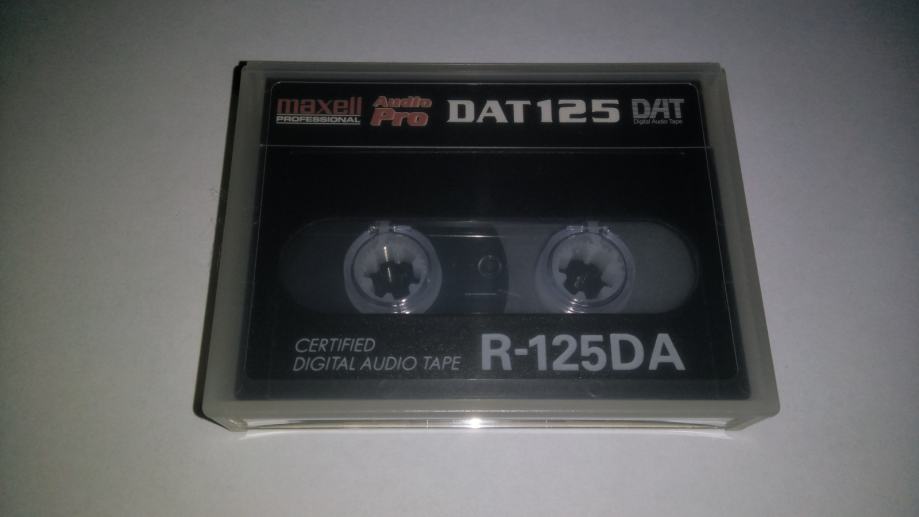 maxell
PROFESSIONAL
Audio
Pro
DAT125
DAT
Digital Audio Tape
CERTIFIED
DIGITAL AUDIO TAPE
R-125DA